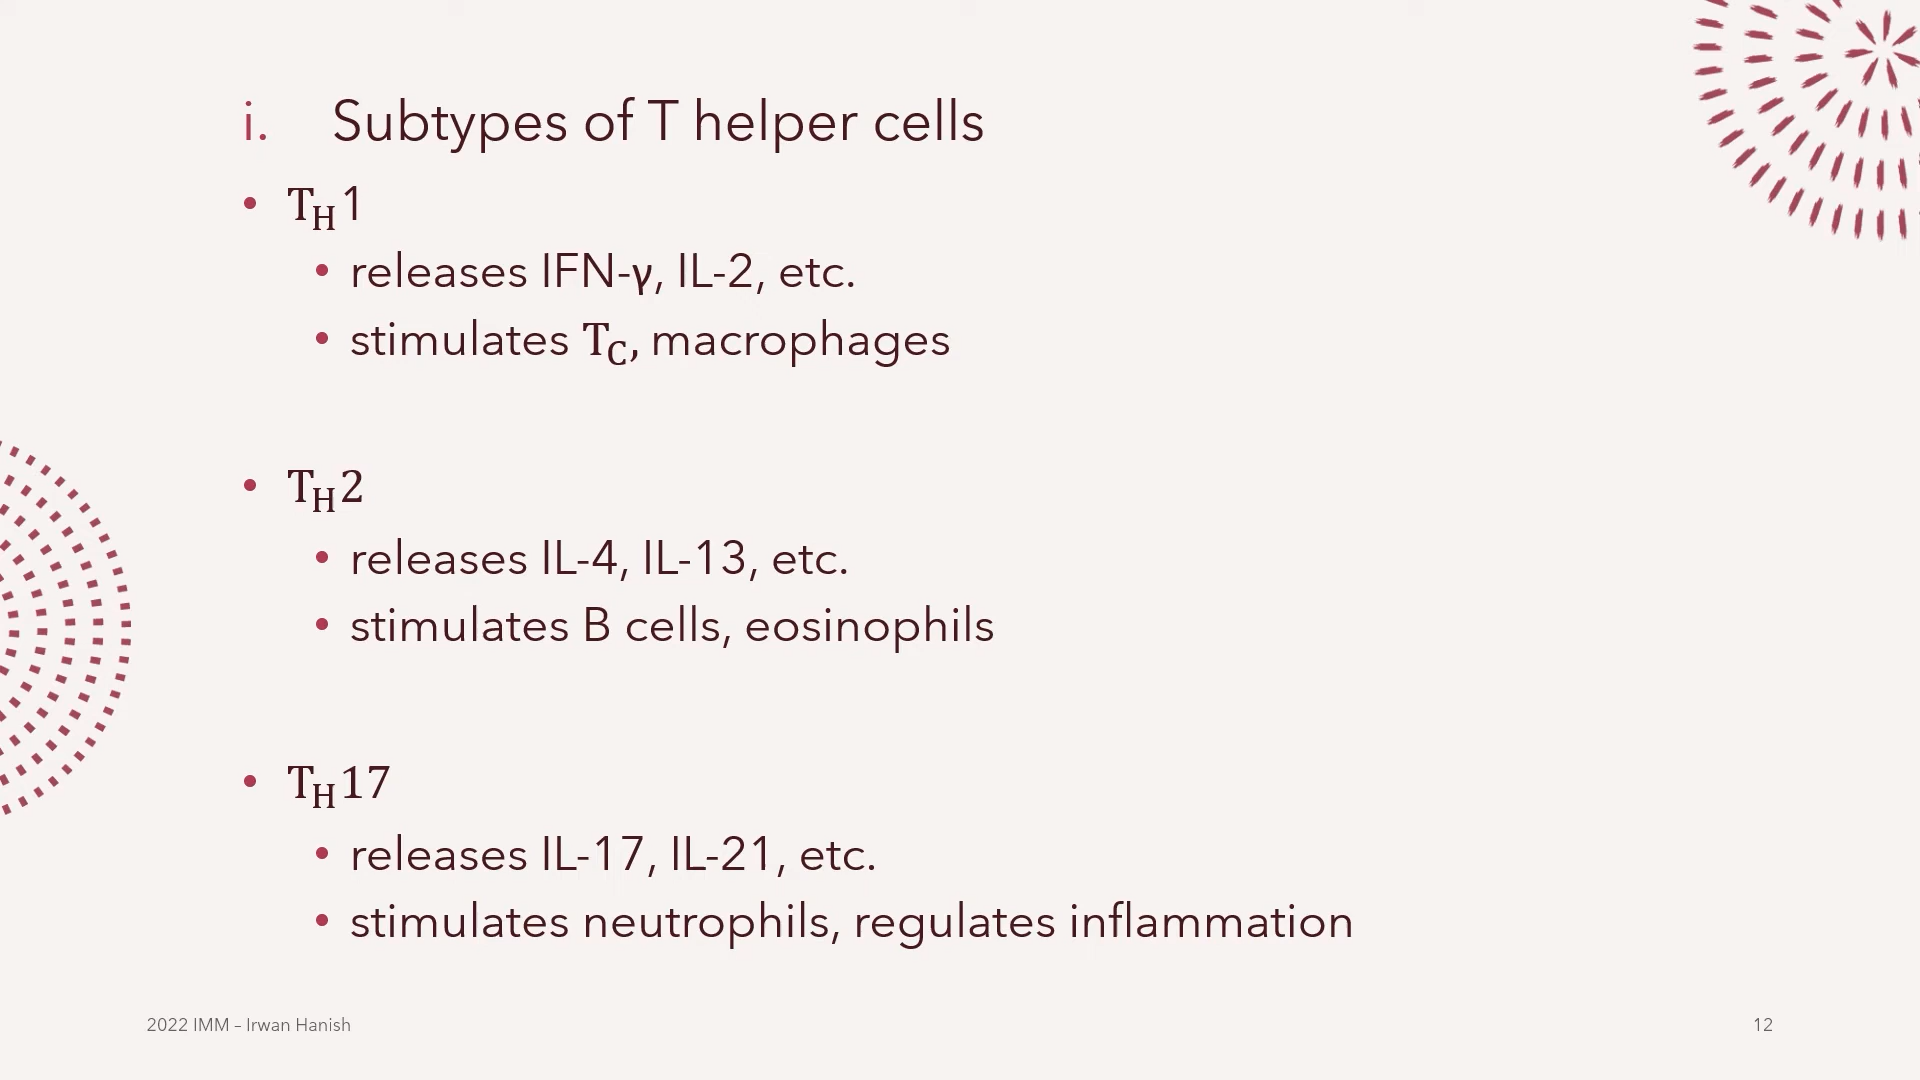 i. Subtypes of T helper cells
• T_H1
• releases IFN-γ, IL-2, etc.
• stimulates T_C, macrophages
• T_H2
• releases IL-4, IL-13, etc.
• stimulates B cells, eosinophils
• T_H17
• releases IL-17, IL-21, etc.
• stimulates neutrophils, regulates inflammation
2022 IMM – Irwan Hanish
12